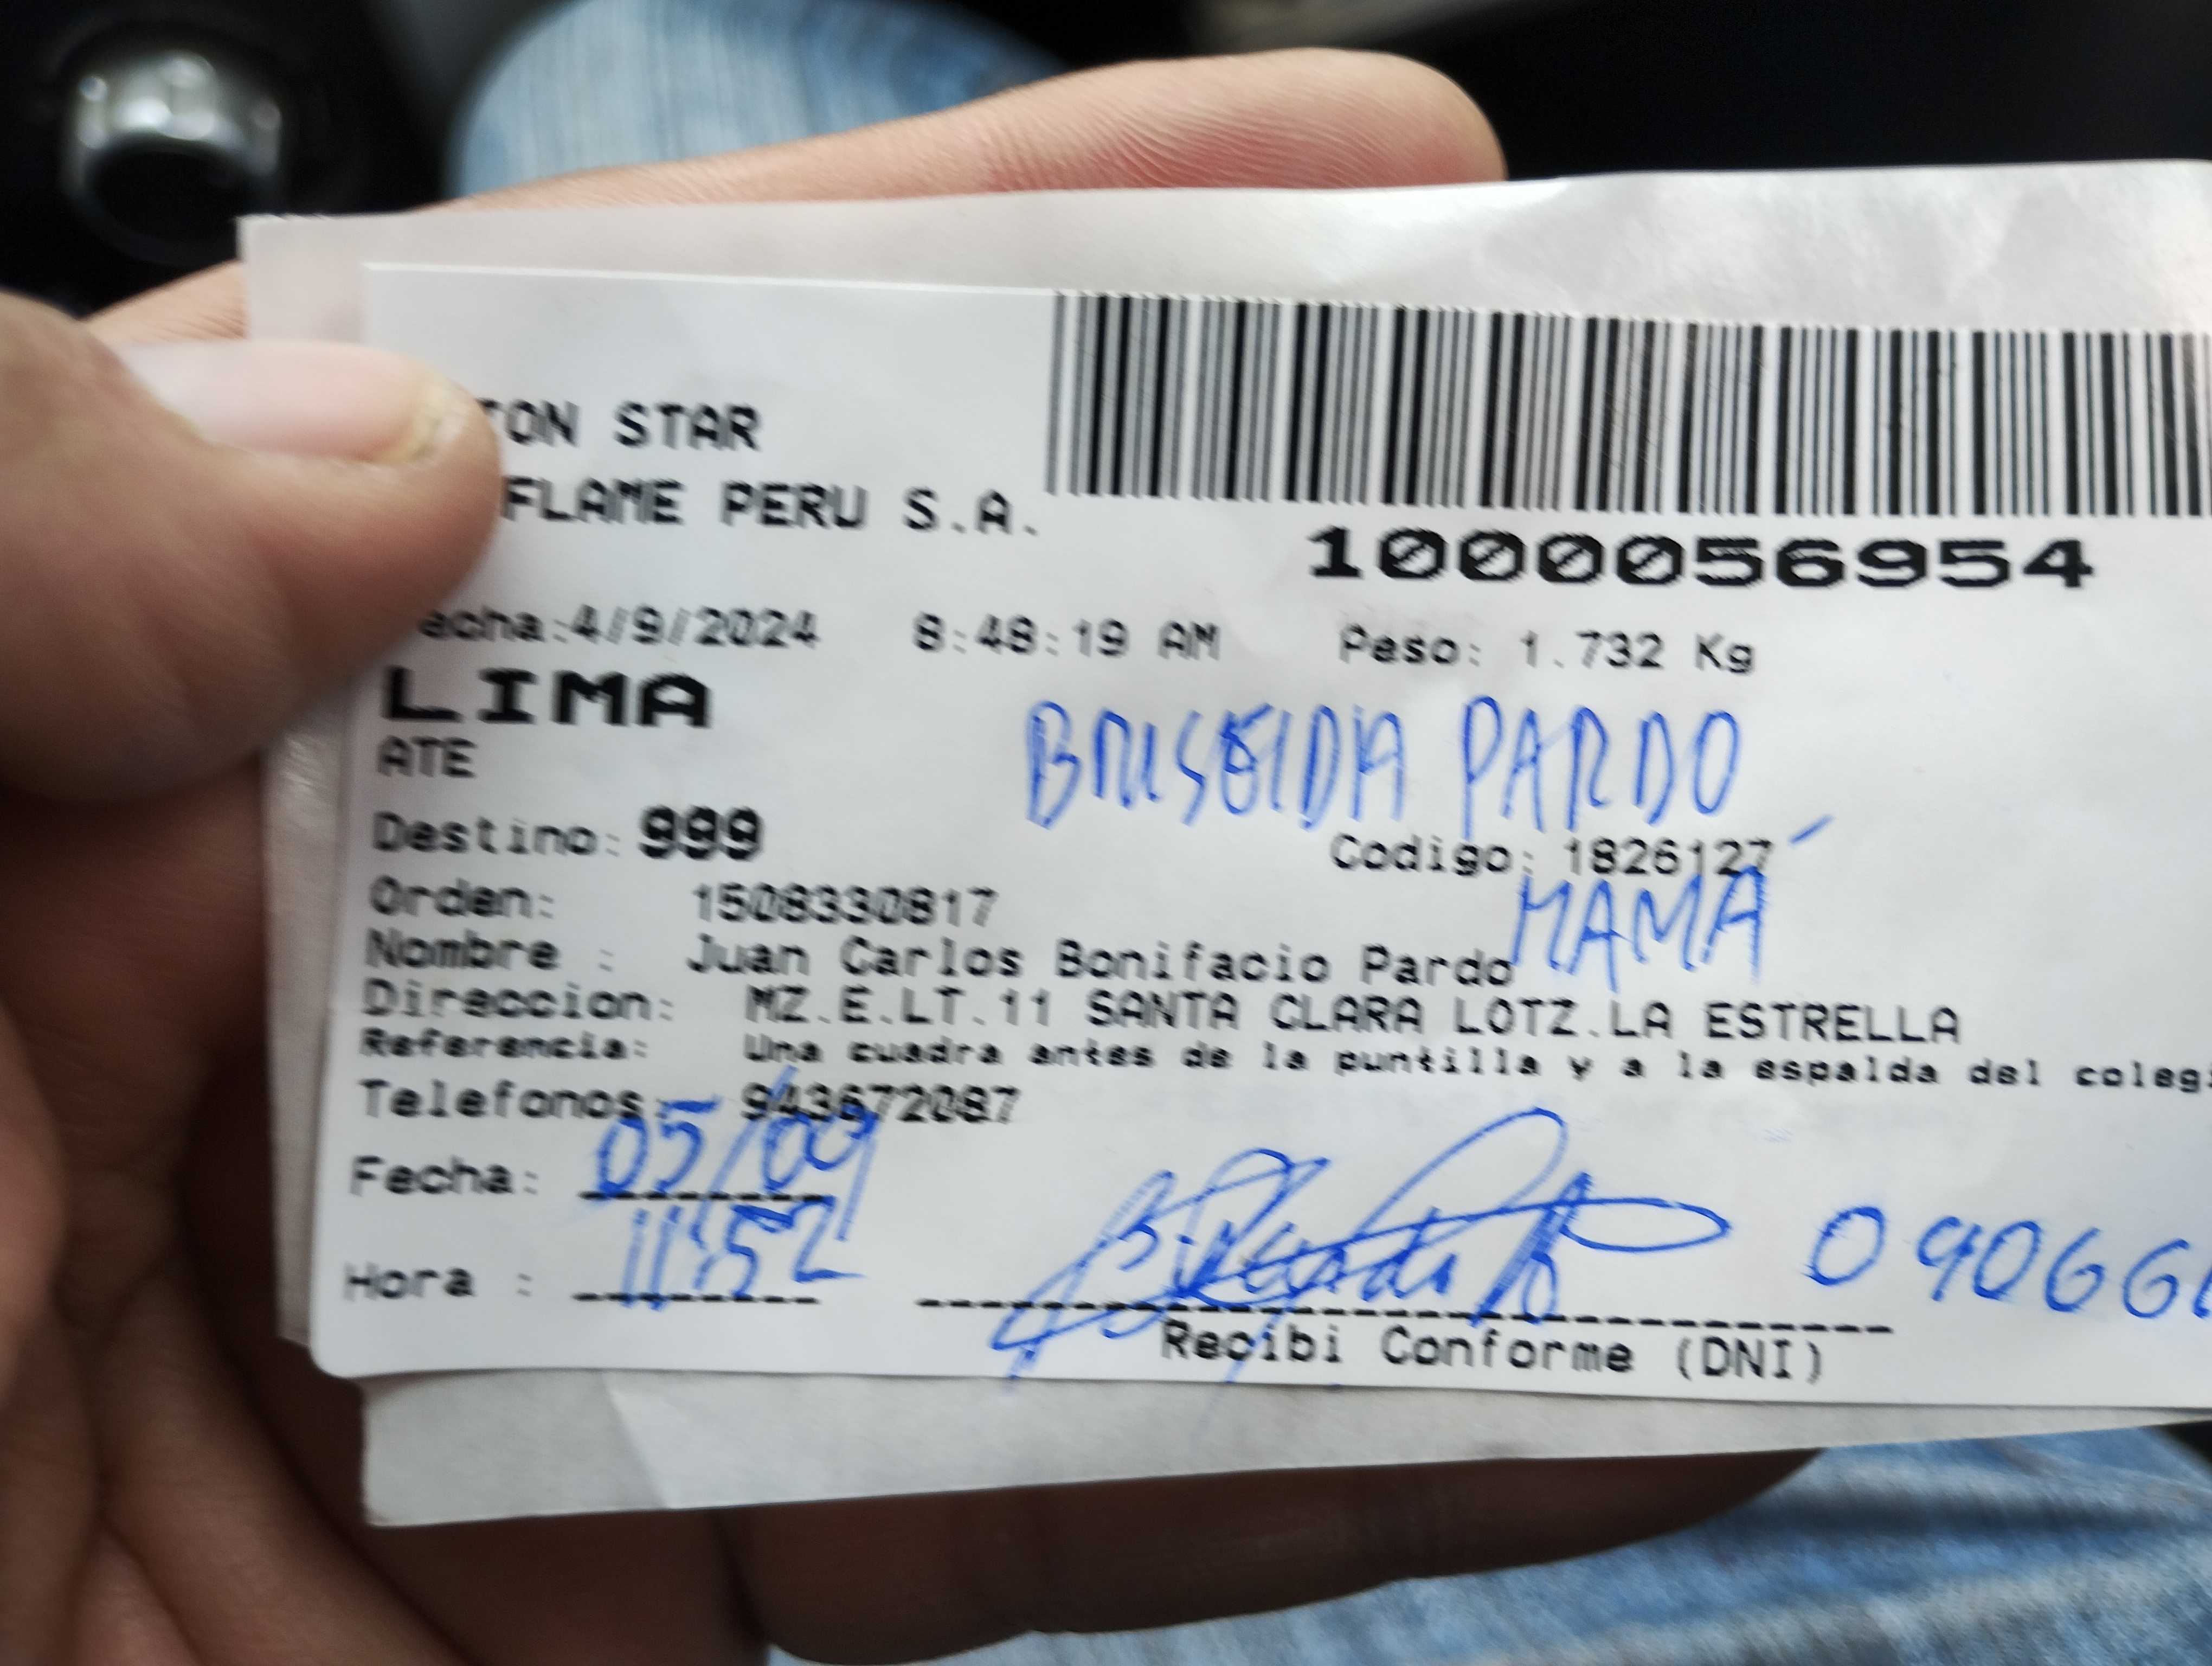 TON STAR
FLAME PERU S.A.
1000056954
echa:4/9/2024 8:48:19 AM Peso: 1.732 Kg
LIMA
ATE
BRISEIDA PARDO
Destino: 999
Codigo: 1826127
Orden: 1508330817
MAMÁ
Nombre : Juan Carlos Bonifacio Pardo
Direccion: MZ.E.LT.11 SANTA CLARA LOTZ.LA ESTRELLA
Referencia: Una cuadra antes de la puntilla y a la espalda del coleg
Telefonos: 943672087
Fecha: 05/09
Hora : 11:52
09066
Recibi Conforme (DNI)